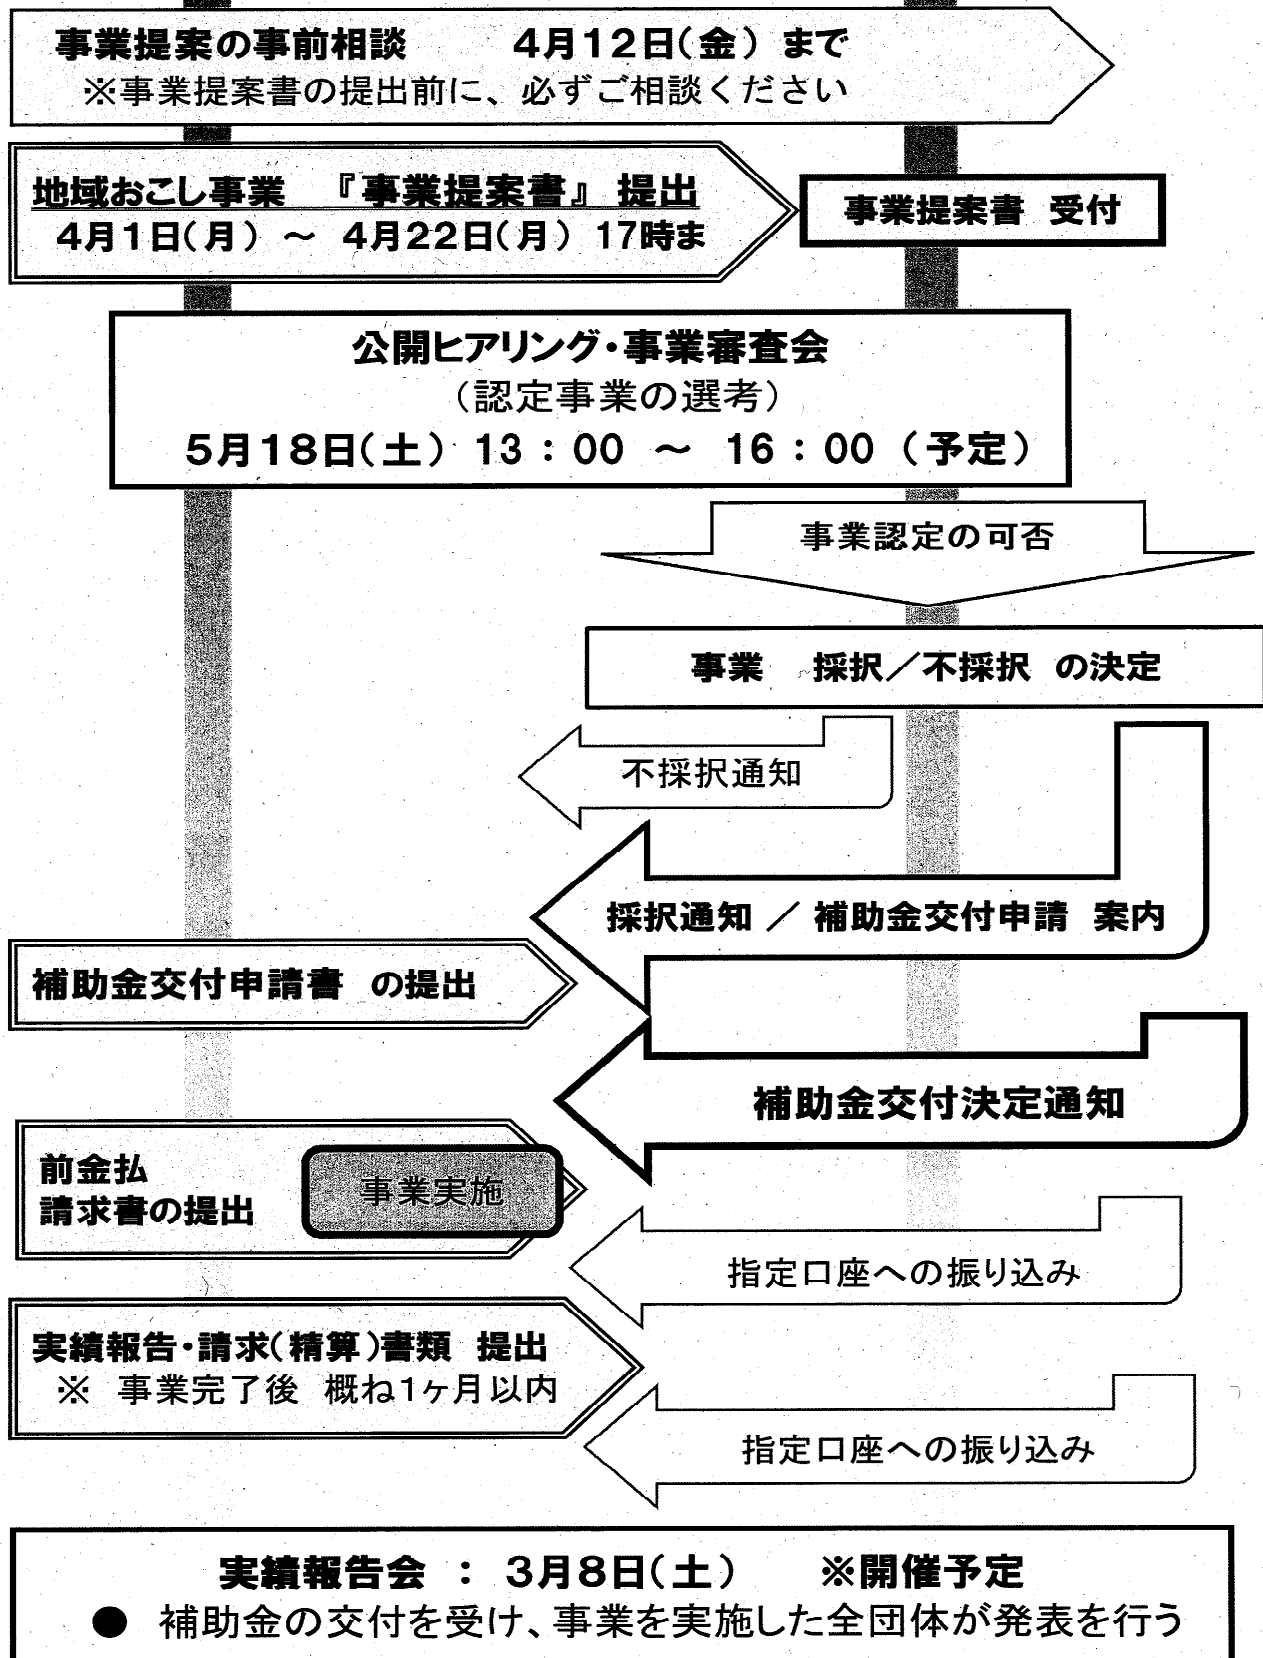 事業提案の事前相談 4月12日(金)まで
※事業提案書の提出前に、必ずご相談ください
地域おこし事業 『事業提案書』 提出
4月1日(月) ～ 4月22日(月) 17時ま
事業提案書 受付
公開ヒアリング・事業審査会
(認定事業の選考)
5月18日(土) 13:00 ～ 16:00 (予定)
事業認定の可否
事業 採択／不採択 の決定
不採択通知
採択通知 ／ 補助金交付申請 案内
補助金交付申請書 の提出
補助金交付決定通知
前金払
請求書の提出
事業実施
指定口座への振り込み
実績報告・請求(精算)書類 提出
※ 事業完了後 概ね1ヶ月以内
指定口座への振り込み
実績報告会 : 3月8日(土) ※開催予定
● 補助金の交付を受け、事業を実施した全団体が発表を行う